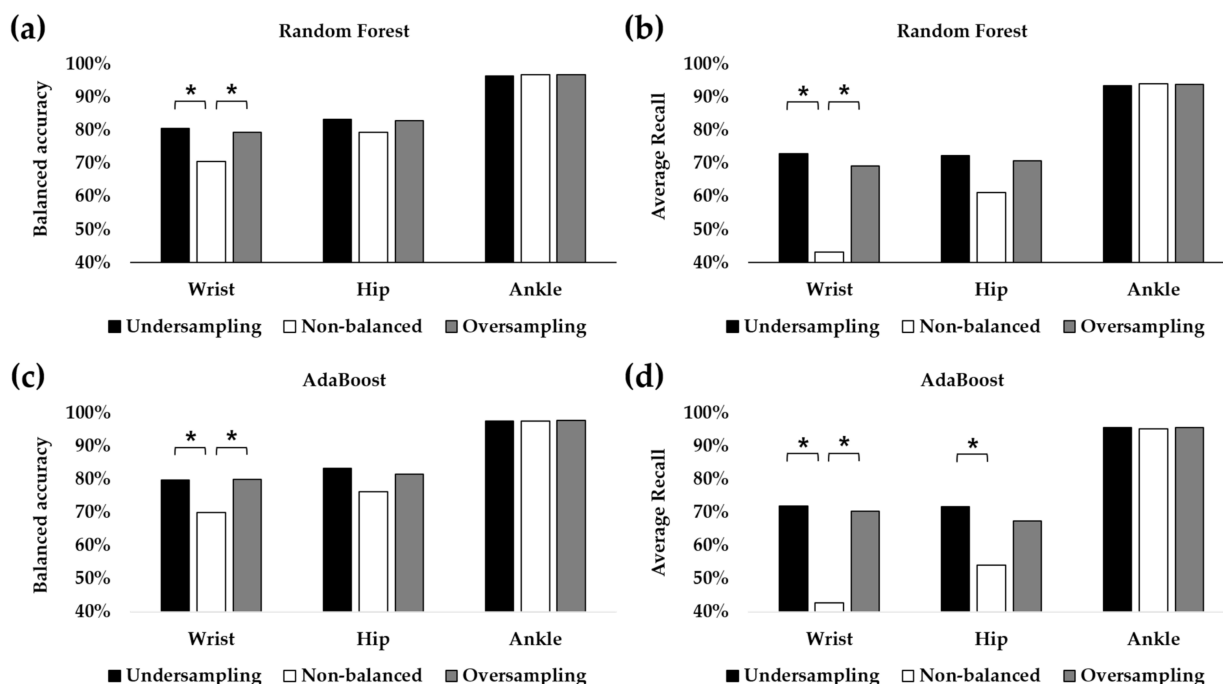 (a)
Random Forest
Balanced accuracy
100%
90%
80%
70%
60%
50%
40%
* *
Wrist Hip Ankle
Undersampling Non-balanced Oversampling
(b)
Random Forest
Average Recall
100%
90%
80%
70%
60%
50%
40%
* *
Wrist Hip Ankle
Undersampling Non-balanced Oversampling
(c)
AdaBoost
Balanced accuracy
100%
90%
80%
70%
60%
50%
40%
* *
Wrist Hip Ankle
Undersampling Non-balanced Oversampling
(d)
AdaBoost
Average Recall
100%
90%
80%
70%
60%
50%
40%
* * *
Wrist Hip Ankle
Undersampling Non-balanced Oversampling